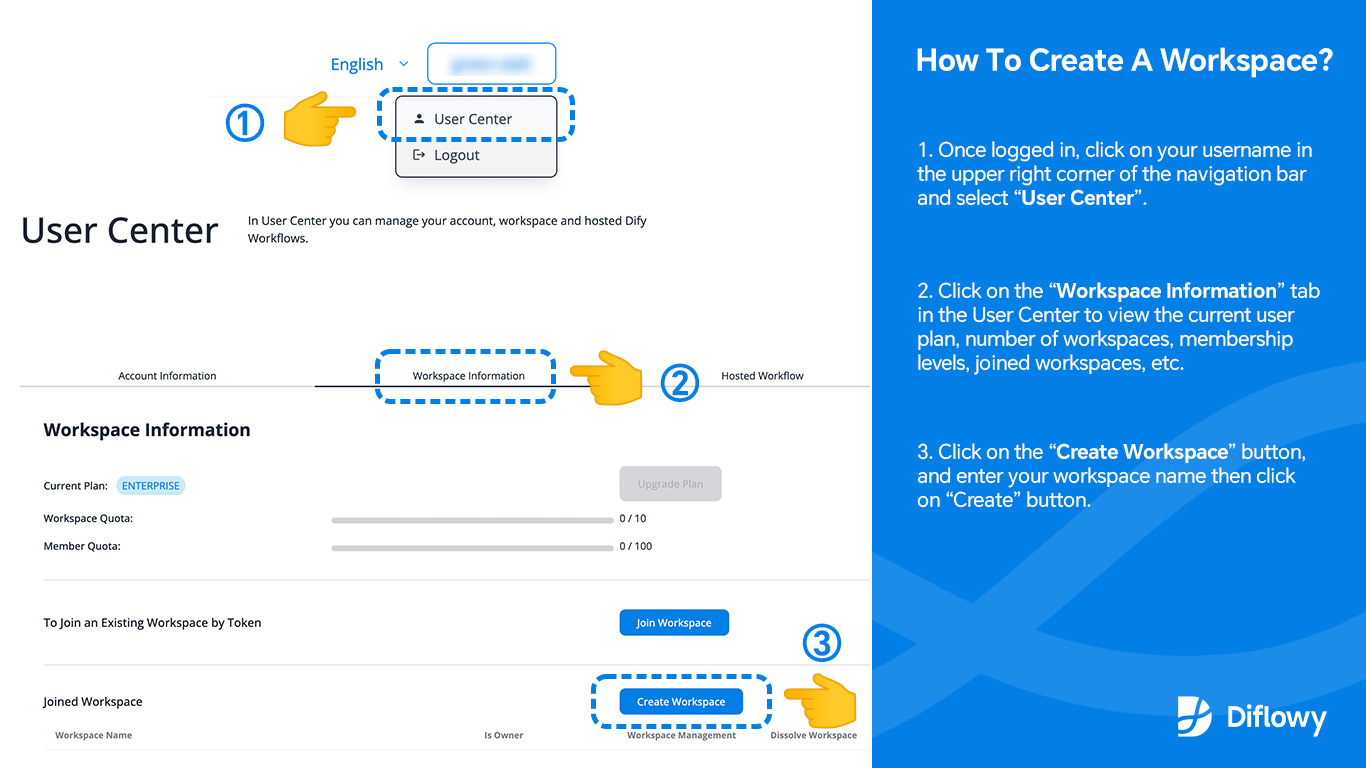 English
① User Center
Logout
User Center
In User Center you can manage your account, workspace and hosted Dify
Workflows.
Account Information
Workspace Information
②
Hosted Workflow
Workspace Information
Current Plan: ENTERPRISE
Upgrade Plan
Workspace Quota: 0 / 10
Member Quota: 0 / 100
To Join an Existing Workspace by Token
Join Workspace
③
Joined Workspace
Create Workspace
Workspace Name Is Owner Workspace Management Dissolve Workspace
How To Create A Workspace?
1. Once logged in, click on your username in
the upper right corner of the navigation bar
and select “User Center”.
2. Click on the “Workspace Information” tab
in the User Center to view the current user
plan, number of workspaces, membership
levels, joined workspaces, etc.
3. Click on the “Create Workspace” button,
and enter your workspace name then click
on “Create” button.
Diflowy